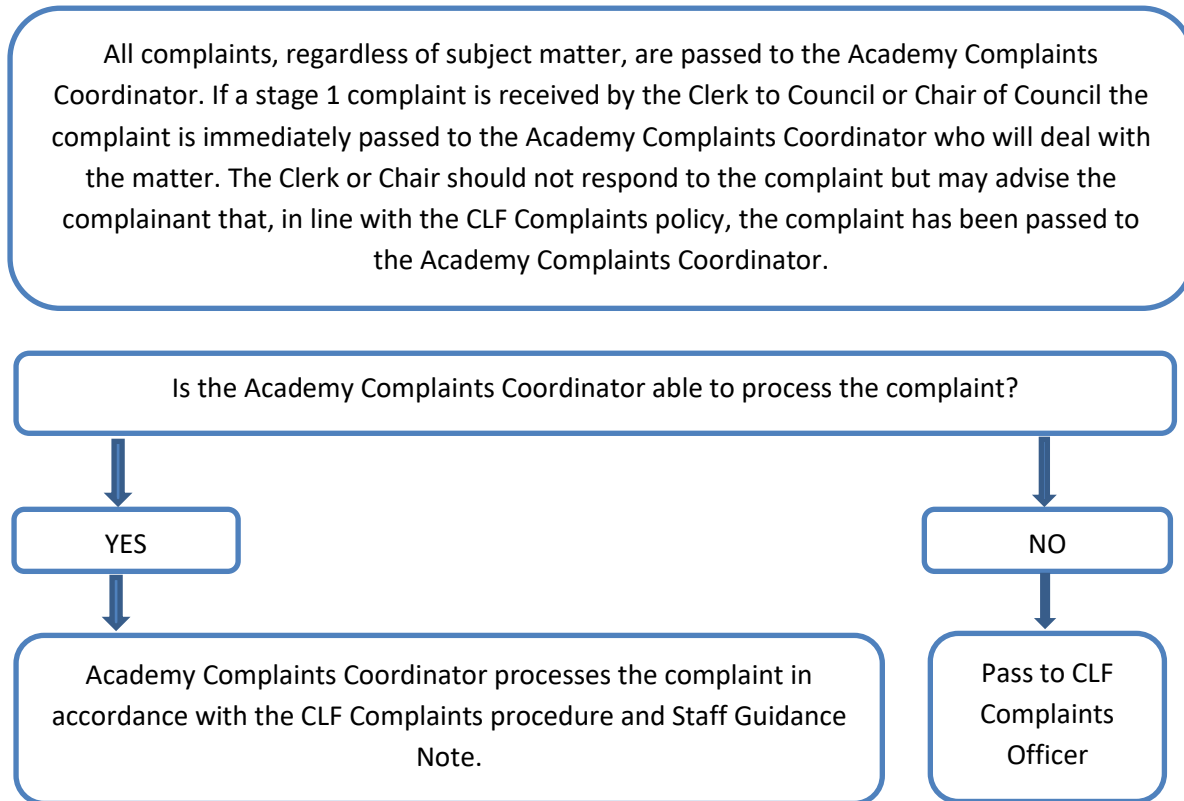 All complaints, regardless of subject matter, are passed to the Academy Complaints
Coordinator. If a stage 1 complaint is received by the Clerk to Council or Chair of Council the
complaint is immediately passed to the Academy Complaints Coordinator who will deal with
the matter. The Clerk or Chair should not respond to the complaint but may advise the
complainant that, in line with the CLF Complaints policy, the complaint has been passed to
the Academy Complaints Coordinator.
Is the Academy Complaints Coordinator able to process the complaint?
YES
NO
Academy Complaints Coordinator processes the complaint in
accordance with the CLF Complaints procedure and Staff Guidance
Note.
Pass to CLF
Complaints
Officer